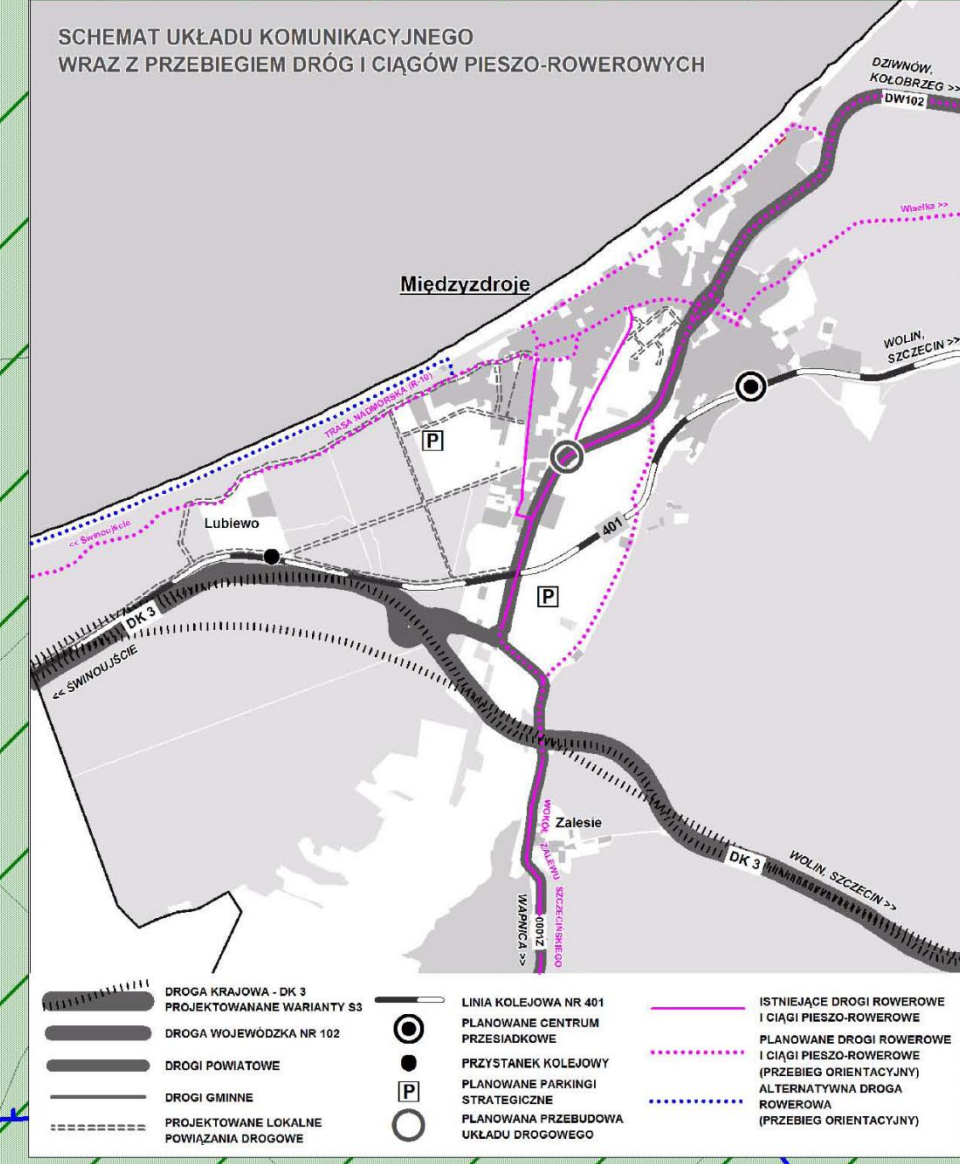 SCHEMAT UKŁADU KOMUNIKACYJNEGO
WRAZ Z PRZEBIEGIEM DRÓG I CIĄGÓW PIESZO-ROWEROWYCH
DZIWNÓW,
KOŁOBRZEG >>
DW102
Wisełka >>
Międzyzdroje
WOLIN,
SZCZECIN >>
TRASA NADMORSKA (R-10)
P
<< Świnoujście
Lubiewo
401
P
DK 3
<< ŚWINOUJŚCIE
Zalesie
WOKÓŁ ZALEWU SZCZECIŃSKIEGO
DK 3
WOLIN, SZCZECIN >>
WAPNICA >>
0001Z
DROGA KRAJOWA - DK 3
PROJEKTOWANANE WARIANTY S3
DROGA WOJEWÓDZKA NR 102
DROGI POWIATOWE
DROGI GMINNE
PROJEKTOWANE LOKALNE
POWIĄZANIA DROGOWE
LINIA KOLEJOWA NR 401
PLANOWANE CENTRUM
PRZESIADKOWE
PRZYSTANEK KOLEJOWY
P
PLANOWANE PARKINGI
STRATEGICZNE
PLANOWANA PRZEBUDOWA
UKŁADU DROGOWEGO
ISTNIEJĄCE DROGI ROWEROWE
I CIĄGI PIESZO-ROWEROWE
PLANOWANE DROGI ROWEROWE
I CIĄGI PIESZO-ROWEROWE
(PRZEBIEG ORIENTACYJNY)
ALTERNATYWNA DROGA
ROWEROWA
(PRZEBIEG ORIENTACYJNY)